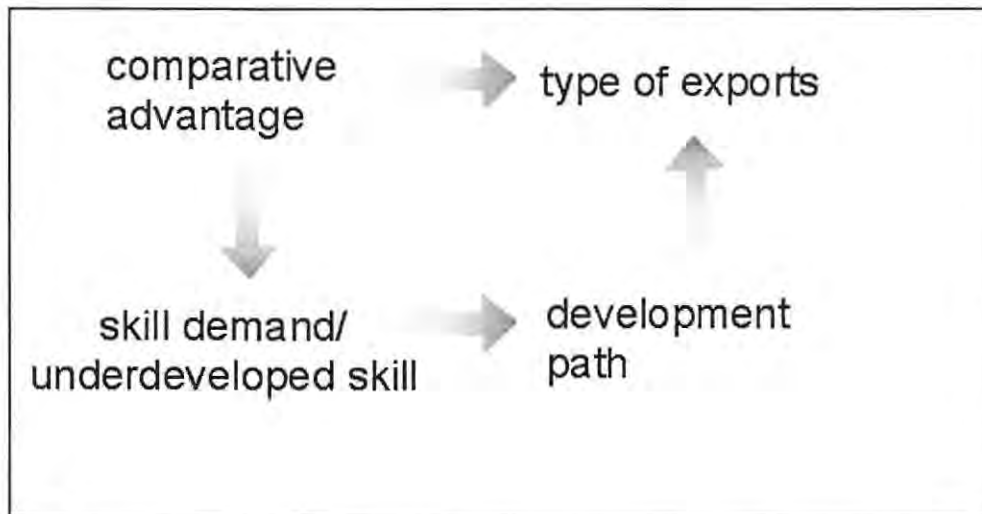 comparative
advantage
type of exports
skill demand/
underdeveloped skill
development
path